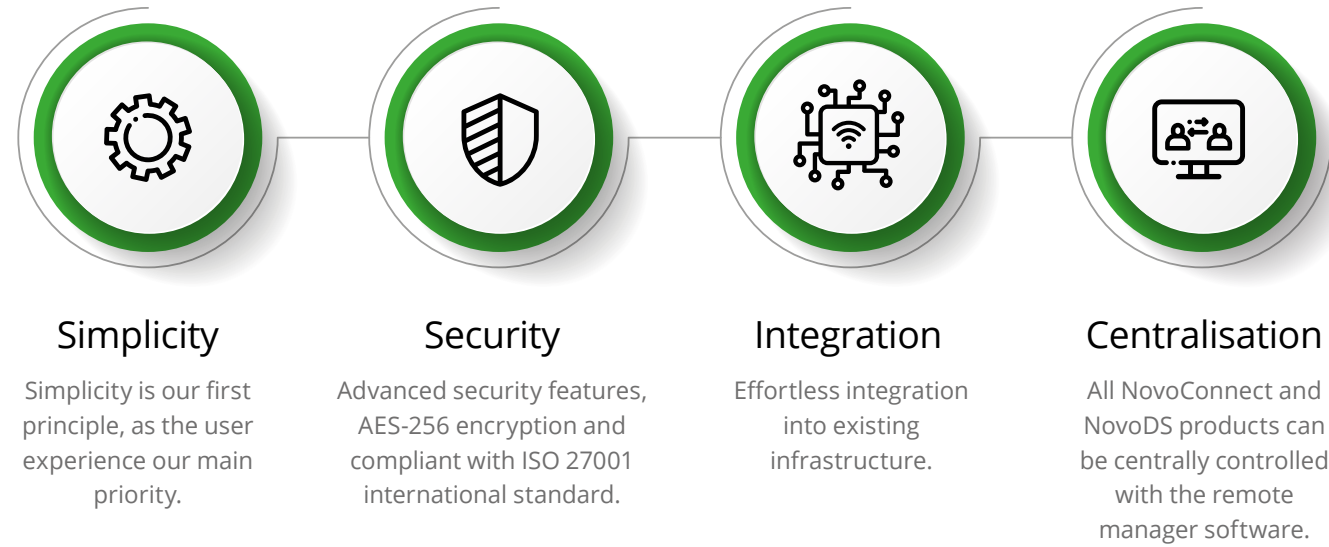 Simplicity
Simplicity is our first
principle, as the user
experience our main
priority.
Security
Advanced security features,
AES-256 encryption and
compliant with ISO 27001
international standard.
Integration
Effortless integration
into existing
infrastructure.
Centralisation
All NovoConnect and
NovoDS products can
be centrally controlled
with the remote
manager software.